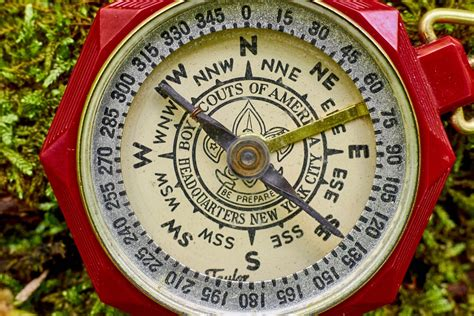 0
15
30
45
60
75
90
105
120
135
150
165
180
195
210
225
240
255
270
285
300
315
330
345
N
NNE
NE
E
ESE
SE
SSE
S
SSW
SW
WSW
W
WNW
NNW
BOY SCOUTS OF AMERICA
HEADQUARTERS NEW YORK CITY
BE PREPARED
Taylor